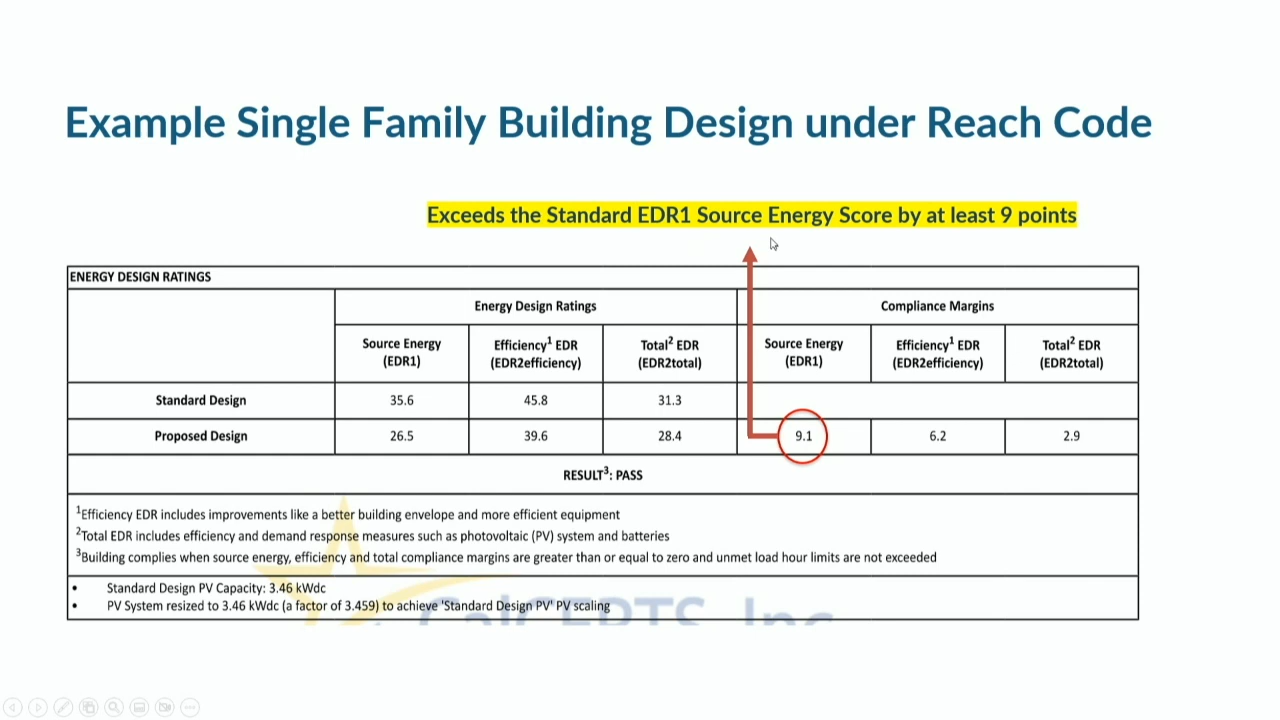 Example Single Family Building Design under Reach Code
Exceeds the Standard EDR1 Source Energy Score by at least 9 points
ENERGY DESIGN RATINGS
Energy Design Ratings Compliance Margins
Source Energy (EDR1) Efficiency¹ EDR (EDR2efficiency) Total² EDR (EDR2total) Source Energy (EDR1) Efficiency¹ EDR (EDR2efficiency) Total² EDR (EDR2total)
Standard Design 35.6 45.8 31.3
Proposed Design 26.5 39.6 28.4 9.1 6.2 2.9
RESULT³: PASS
¹Efficiency EDR includes improvements like a better building envelope and more efficient equipment
²Total EDR includes efficiency and demand response measures such as photovoltaic (PV) system and batteries
³Building complies when source energy, efficiency and total compliance margins are greater than or equal to zero and unmet load hour limits are not exceeded
• Standard Design PV Capacity: 3.46 kWdc
• PV System resized to 3.46 kWdc (a factor of 3.459) to achieve 'Standard Design PV' PV scaling
CalCERTS, Inc